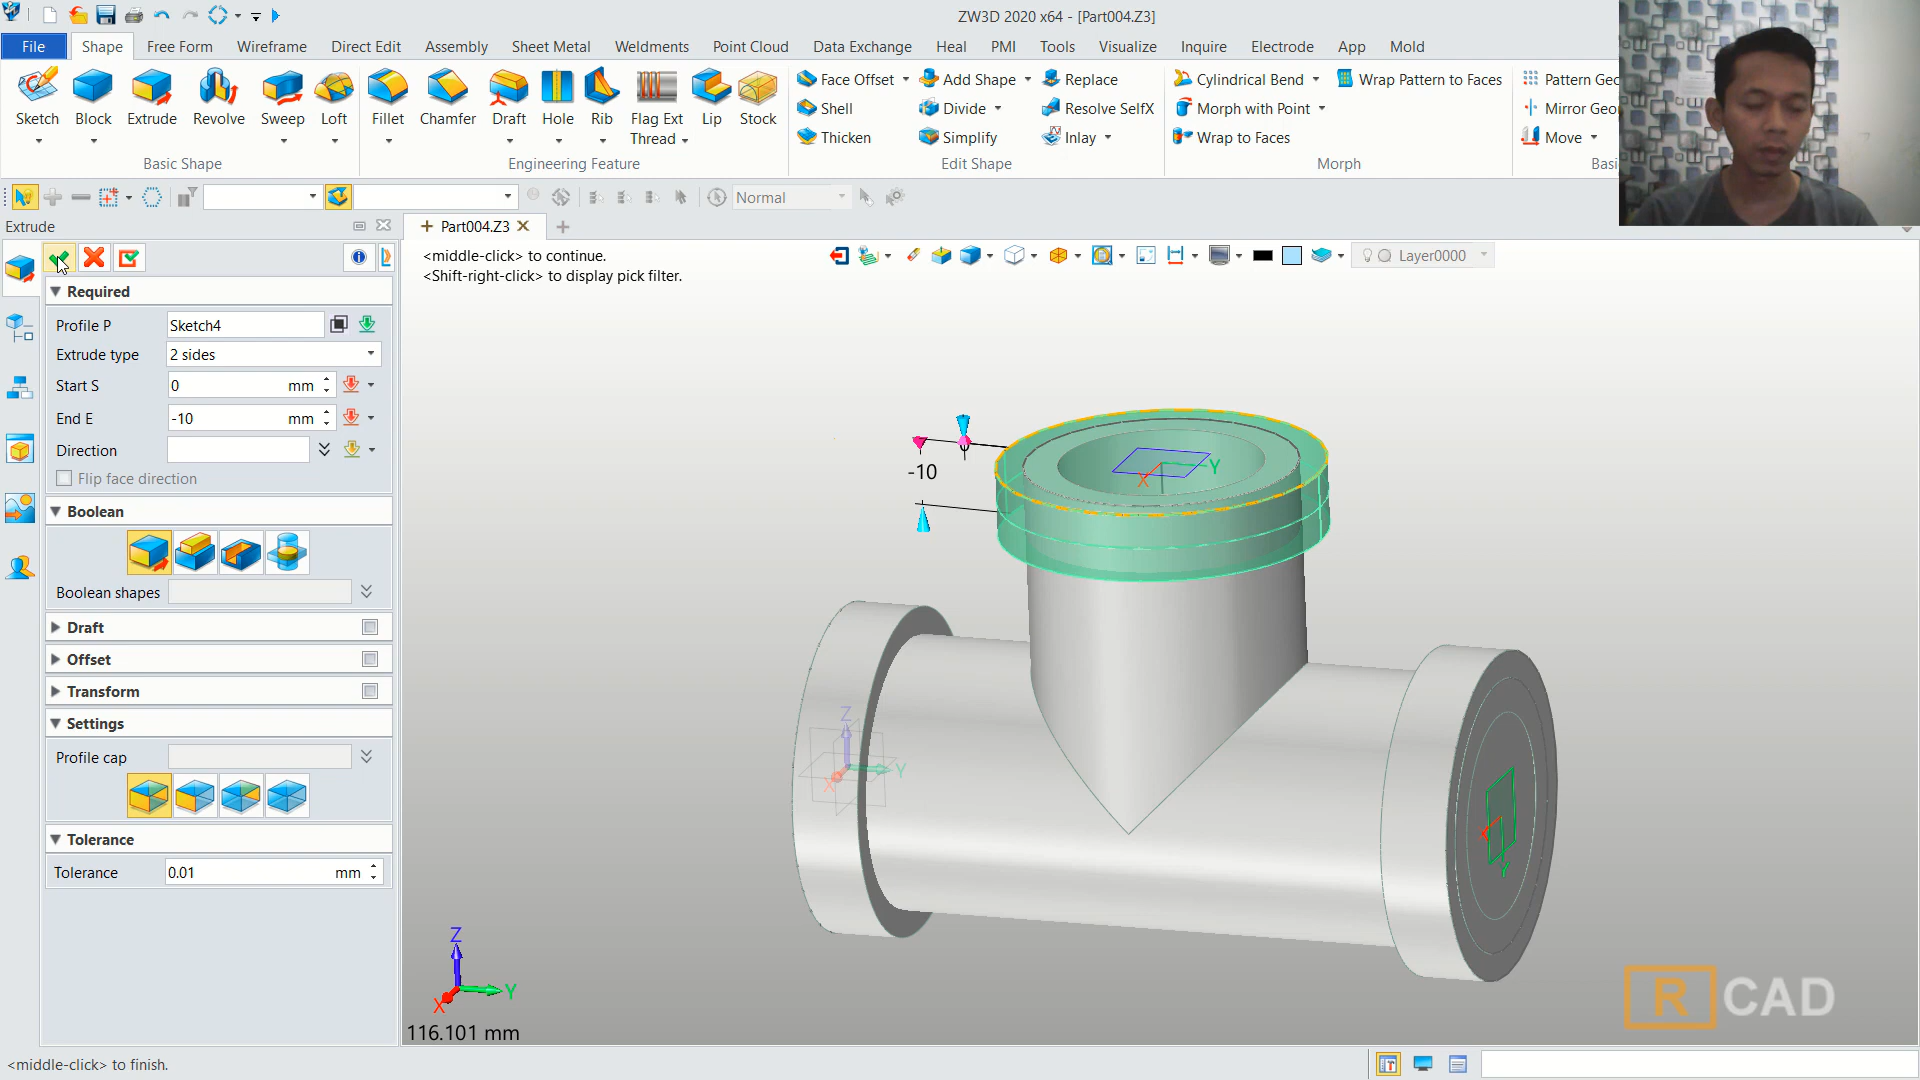 ZW3D 2020 x64 - [Part004.Z3]
File Shape Free Form Wireframe Direct Edit Assembly Sheet Metal Weldments Point Cloud Data Exchange Heal PMI Tools Visualize Inquire Electrode App Mold
Sketch Block Extrude Revolve Sweep Loft Fillet Chamfer Draft Hole Rib Flag Ext Thread Lip Stock
Face Offset Add Shape Replace Cylindrical Bend Wrap Pattern to Faces Pattern Geo
Shell Divide Resolve SelfX Morph with Point Mirror Geo
Thicken Simplify Inlay Wrap to Faces Move
Basic Shape Engineering Feature Edit Shape Morph Basi
Normal
Extrude
Part004.Z3
<middle-click> to continue.
<Shift-right-click> to display pick filter.
Layer0000
Required
Profile P Sketch4
Extrude type 2 sides
Start S 0 mm
End E -10 mm
Direction
Flip face direction
Boolean
Boolean shapes
Draft
Offset
Transform
Settings
Profile cap
Tolerance
Tolerance 0.01 mm
0
-10
X Y
Z
X Y
X
Y
Z
X Y
116.101 mm
R CAD
<middle-click> to finish.